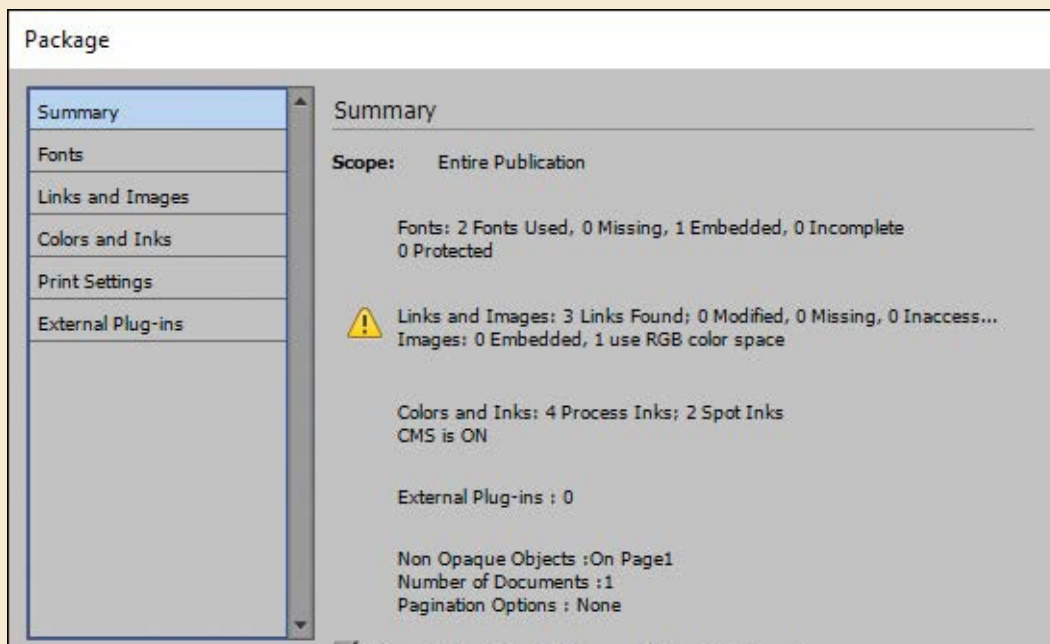 Package
Summary
Fonts
Links and Images
Colors and Inks
Print Settings
External Plug-ins
Summary
Scope: Entire Publication
Fonts: 2 Fonts Used, 0 Missing, 1 Embedded, 0 Incomplete
0 Protected
Links and Images: 3 Links Found; 0 Modified, 0 Missing, 0 Inaccess...
Images: 0 Embedded, 1 use RGB color space
Colors and Inks: 4 Process Inks; 2 Spot Inks
CMS is ON
External Plug-ins : 0
Non Opaque Objects :On Page1
Number of Documents :1
Pagination Options : None